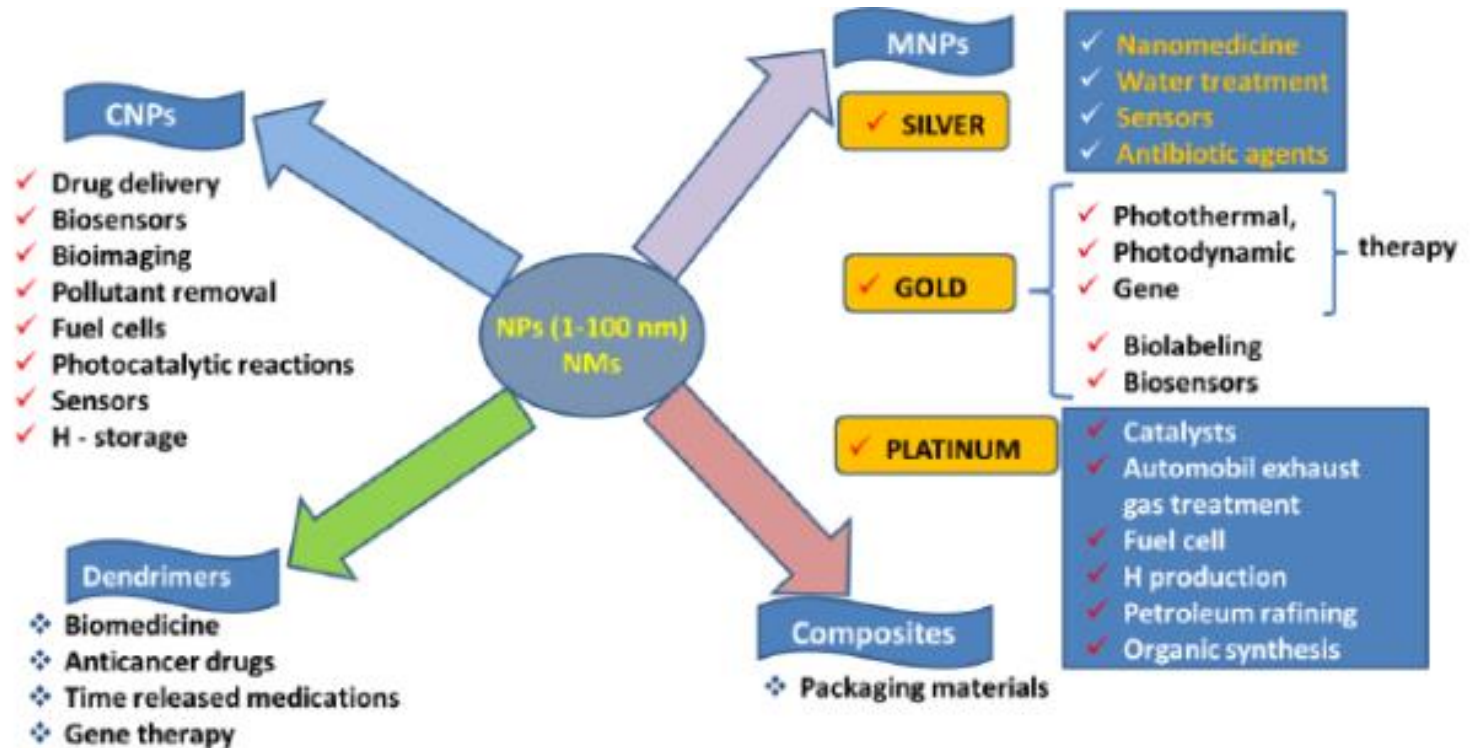 CNPs
Drug delivery
Biosensors
Bioimaging
Pollutant removal
Fuel cells
Photocatalytic reactions
Sensors
H - storage
MNPs
SILVER
Nanomedicine
Water treatment
Sensors
Antibiotic agents
GOLD
Photothermal,
Photodynamic
Gene
therapy
Biolabeling
Biosensors
PLATINUM
Catalysts
Automobil exhaust
gas treatment
Fuel cell
H production
Petroleum rafining
Organic synthesis
NPs (1-100 nm)
NMs
Dendrimers
Biomedicine
Anticancer drugs
Time released medications
Gene therapy
Composites
Packaging materials